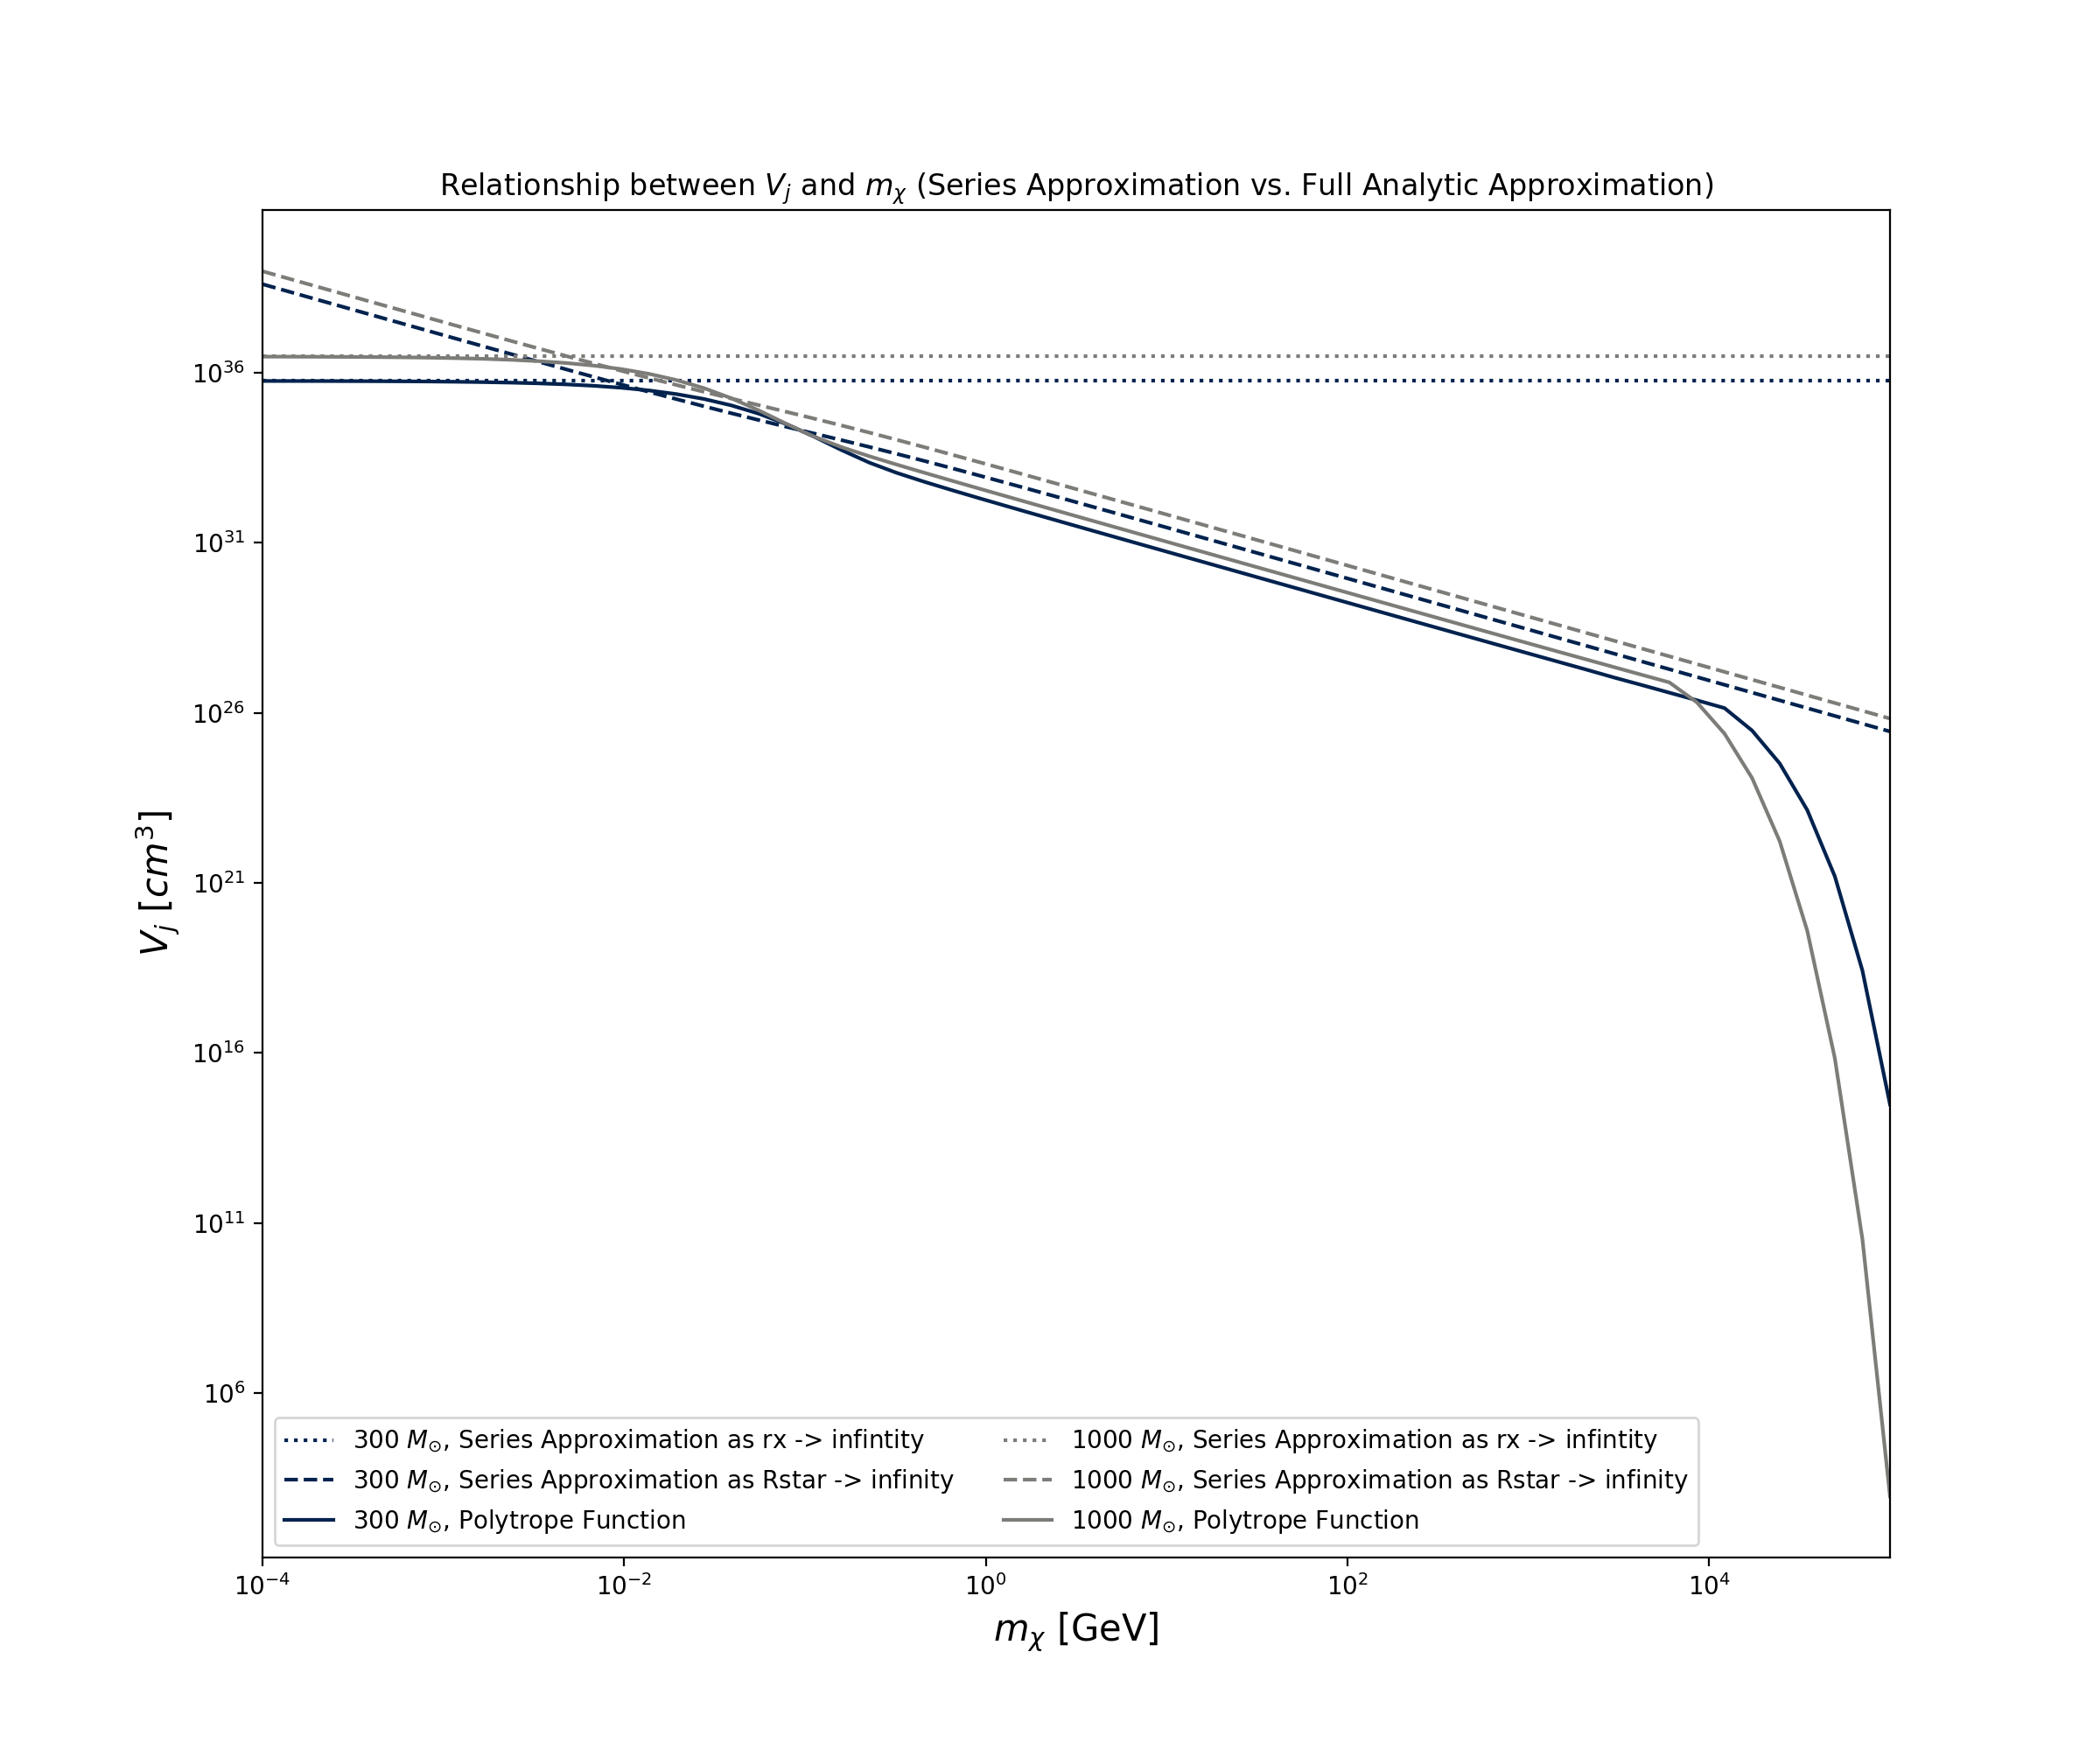 Relationship between V_j and m_χ (Series Approximation vs. Full Analytic Approximation)
V_j [cm^3]
10^36
10^31
10^26
10^21
10^16
10^11
10^6
300 M_⊙, Series Approximation as rx -> infintity
300 M_⊙, Series Approximation as Rstar -> infinity
300 M_⊙, Polytrope Function
1000 M_⊙, Series Approximation as rx -> infintity
1000 M_⊙, Series Approximation as Rstar -> infinity
1000 M_⊙, Polytrope Function
10^−4 10^−2 10^0 10^2 10^4
m_χ [GeV]